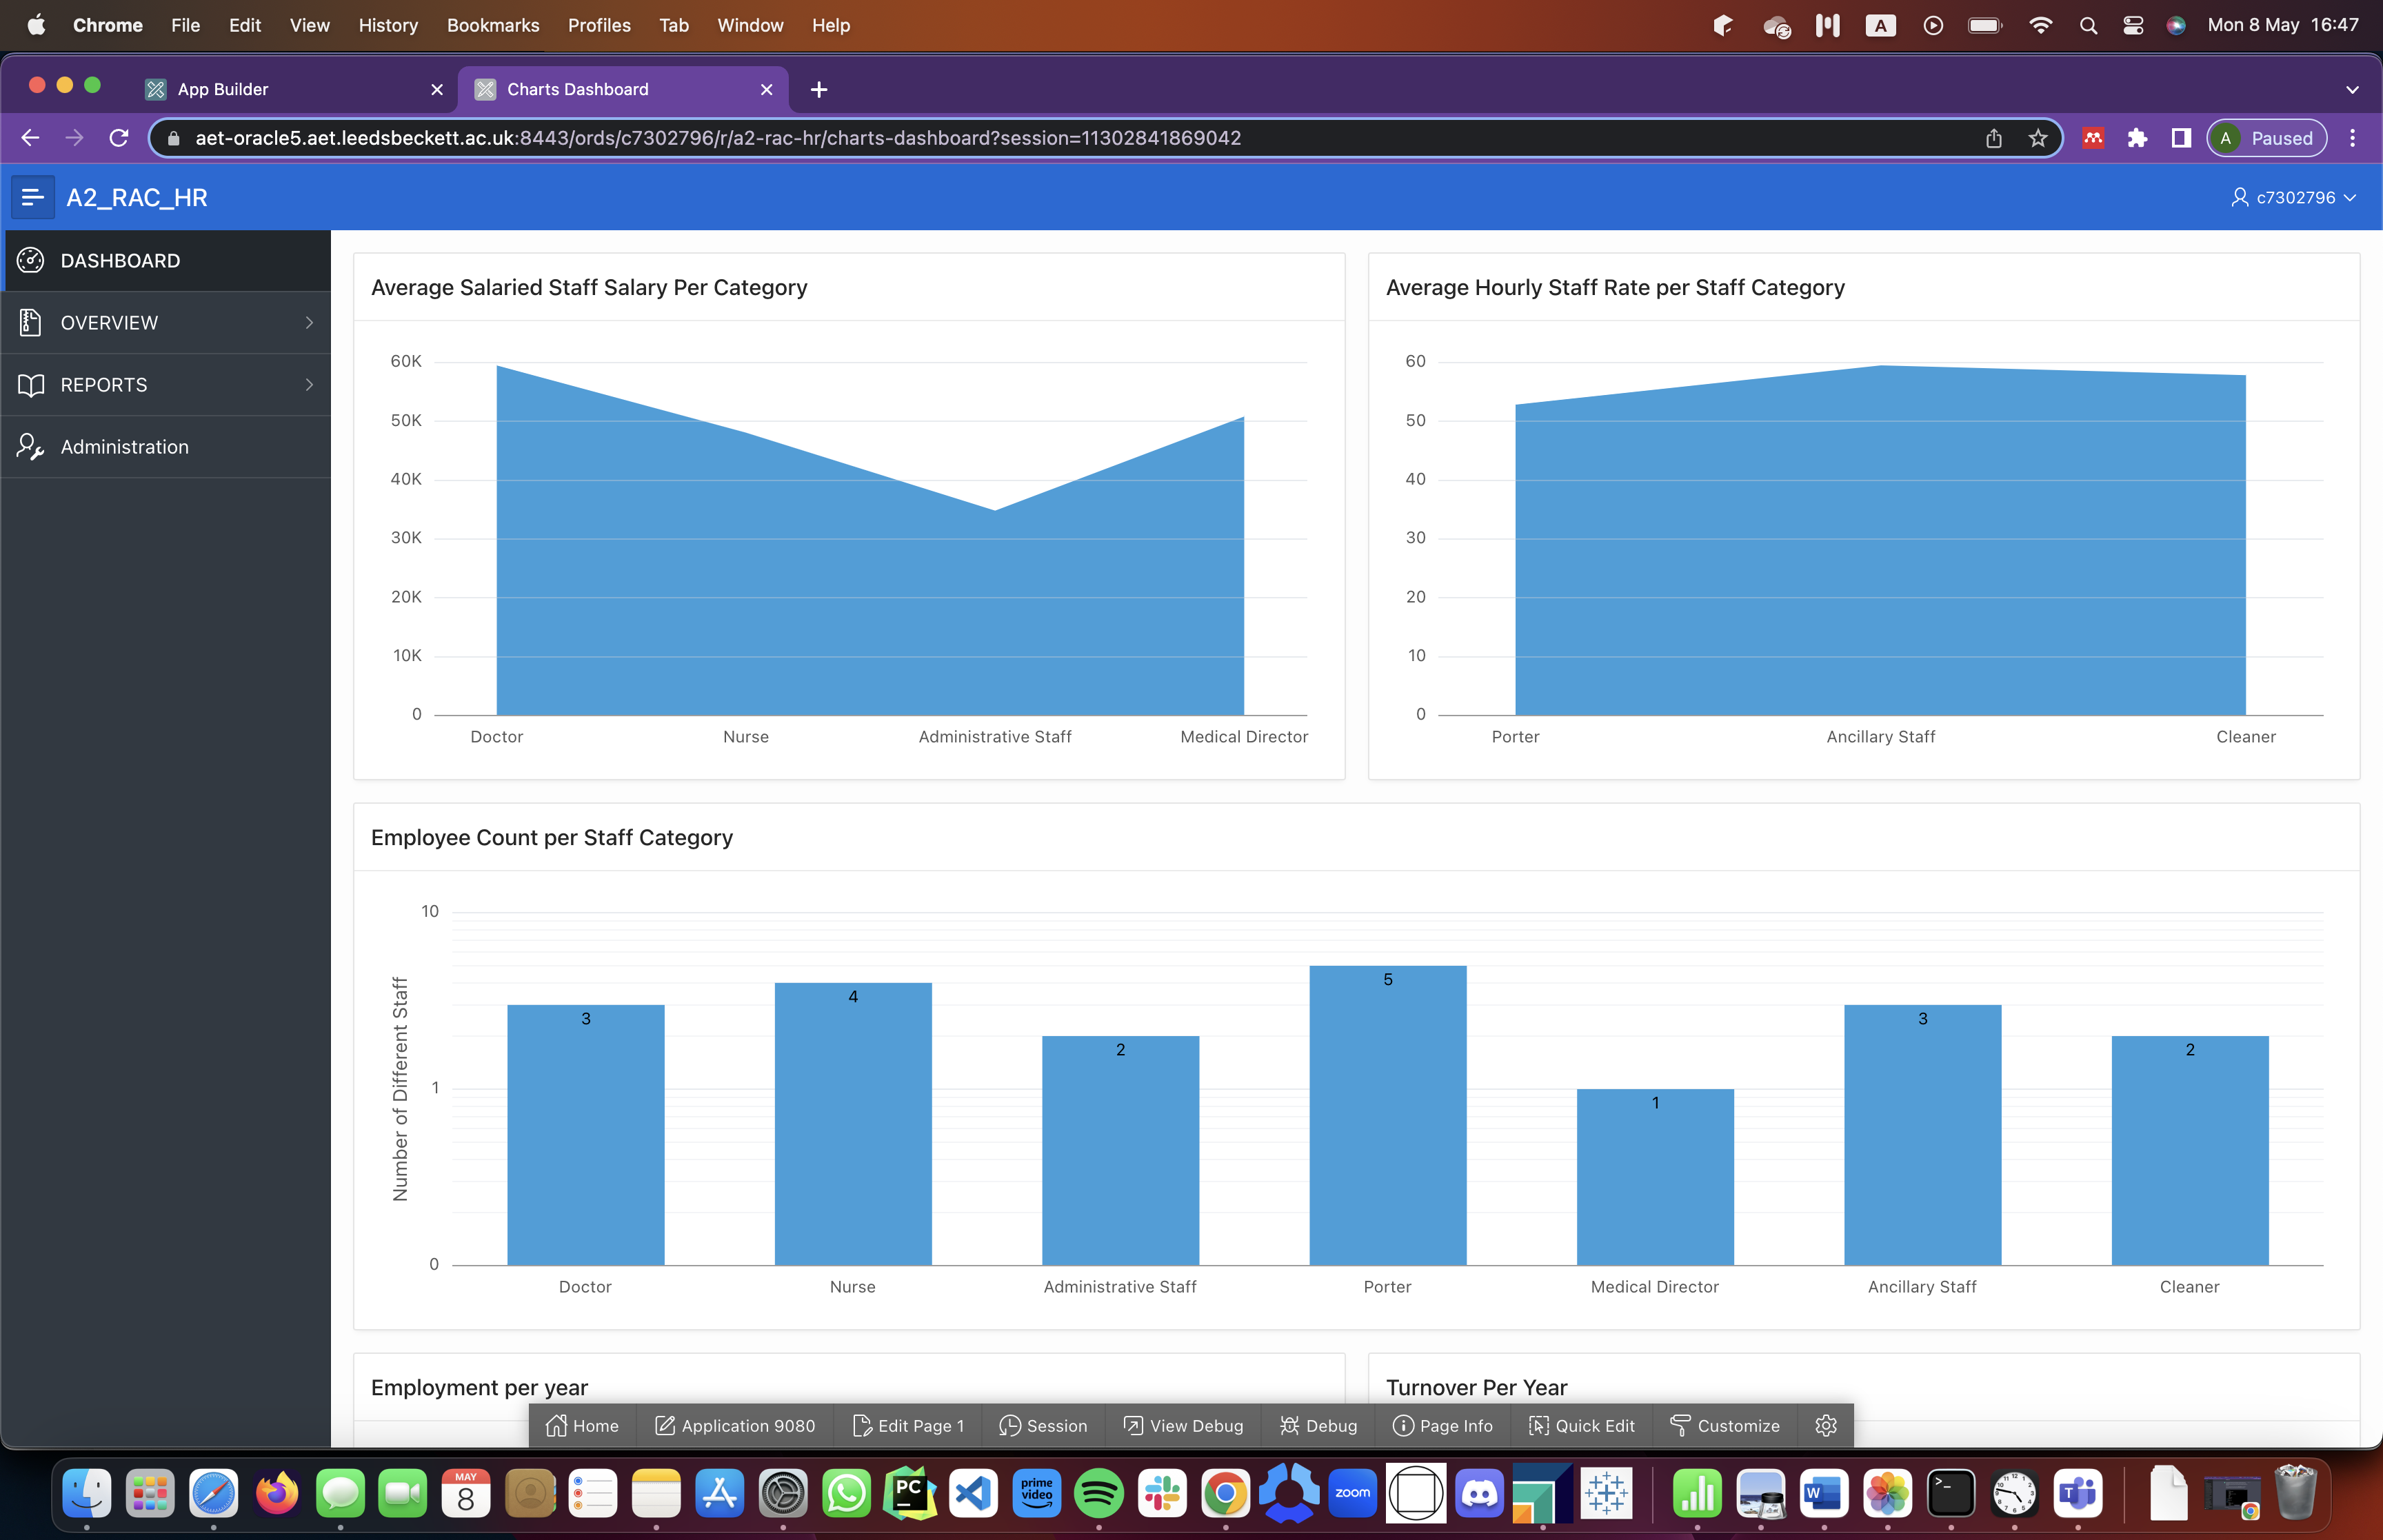 Chrome File Edit View History Bookmarks Profiles Tab Window Help
A
Mon 8 May 16:47
App Builder
Charts Dashboard
aet-oracle5.aet.leedsbeckett.ac.uk:8443/ords/c7302796/r/a2-rac-hr/charts-dashboard?session=11302841869042
A Paused
A2_RAC_HR
c7302796
DASHBOARD
OVERVIEW
REPORTS
Administration
Average Salaried Staff Salary Per Category
60K
50K
40K
30K
20K
10K
0
Doctor Nurse Administrative Staff Medical Director
Average Hourly Staff Rate per Staff Category
60
50
40
30
20
10
0
Porter Ancillary Staff Cleaner
Employee Count per Staff Category
Number of Different Staff
10
1
0
3 4 2 5 1 3 2
Doctor Nurse Administrative Staff Porter Medical Director Ancillary Staff Cleaner
Employment per year
Turnover Per Year
Home Application 9080 Edit Page 1 Session View Debug Debug Page Info Quick Edit Customize
MAY
8
PC
prime
video
zoom
W
>_
T